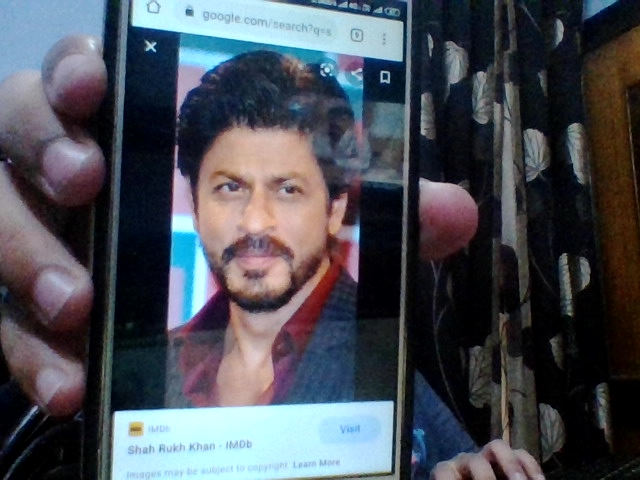 google.com/search?q=s
IMDb
Visit
Shah Rukh Khan - IMDb
Images may be subject to copyright. Learn More